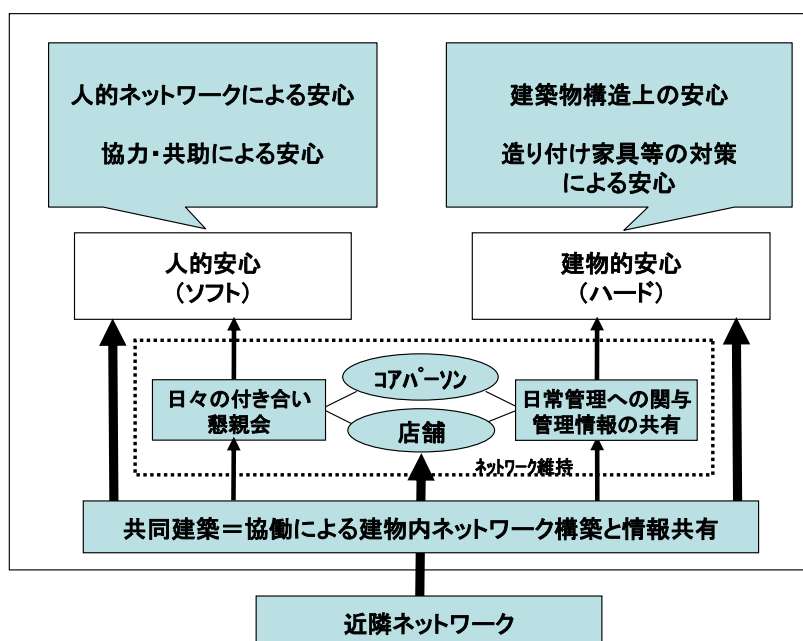 人的ネットワークによる安心
協力・共助による安心
建築物構造上の安心
造り付け家具等の対策
による安心
人的安心
（ソフト）
建物的安心
（ハード）
日々の付き合い
懇親会
コアパーソン
店舗
日常管理への関与
管理情報の共有
ネットワーク維持
共同建築＝協働による建物内ネットワーク構築と情報共有
近隣ネットワーク